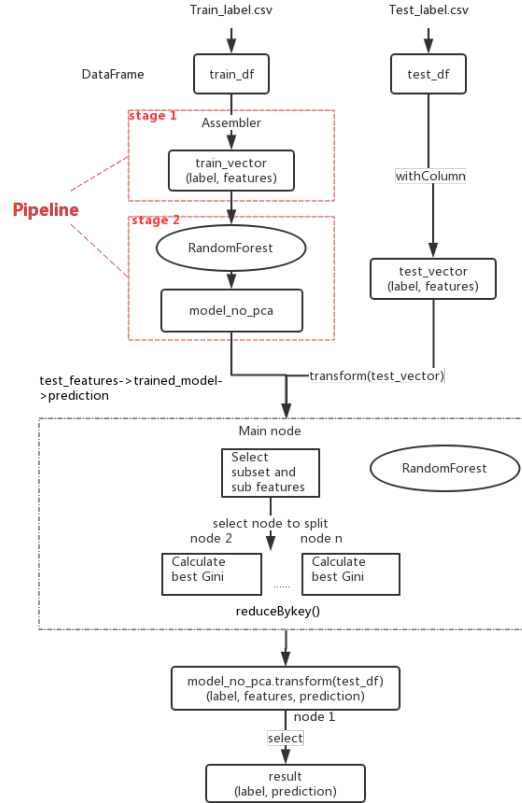 Train_label.csv
Test_label.csv
DataFrame
train_df
test_df
stage 1
Assembler
train_vector
(label, features)
withColumn
Pipeline
stage 2
RandomForest
test_vector
(label, features)
model_no_pca
transform(test_vector)
test_features->trained_model-
>prediction
Main node
Select
subset and
sub features
RandomForest
select node to split
node 2
node n
Calculate
best Gini
......
Calculate
best Gini
reduceBykey()
model_no_pca.transform(test_df)
(label, features, prediction)
node 1
select
result
(label, prediction)